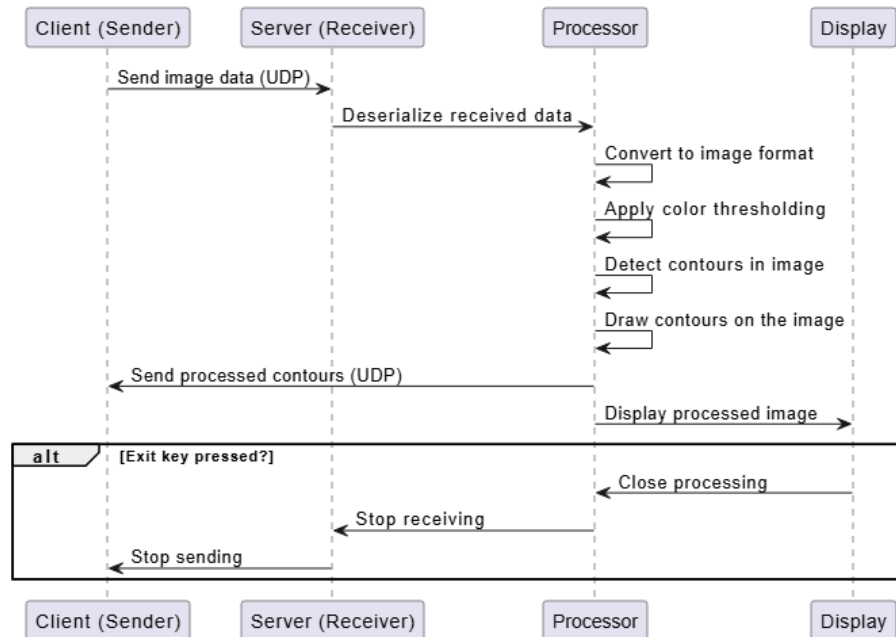 Client (Sender) Server (Receiver) Processor Display
Send image data (UDP)
Deserialize received data
Convert to image format
Apply color thresholding
Detect contours in image
Draw contours on the image
Send processed contours (UDP)
Display processed image
alt [Exit key pressed?]
Close processing
Stop receiving
Stop sending
Client (Sender) Server (Receiver) Processor Display